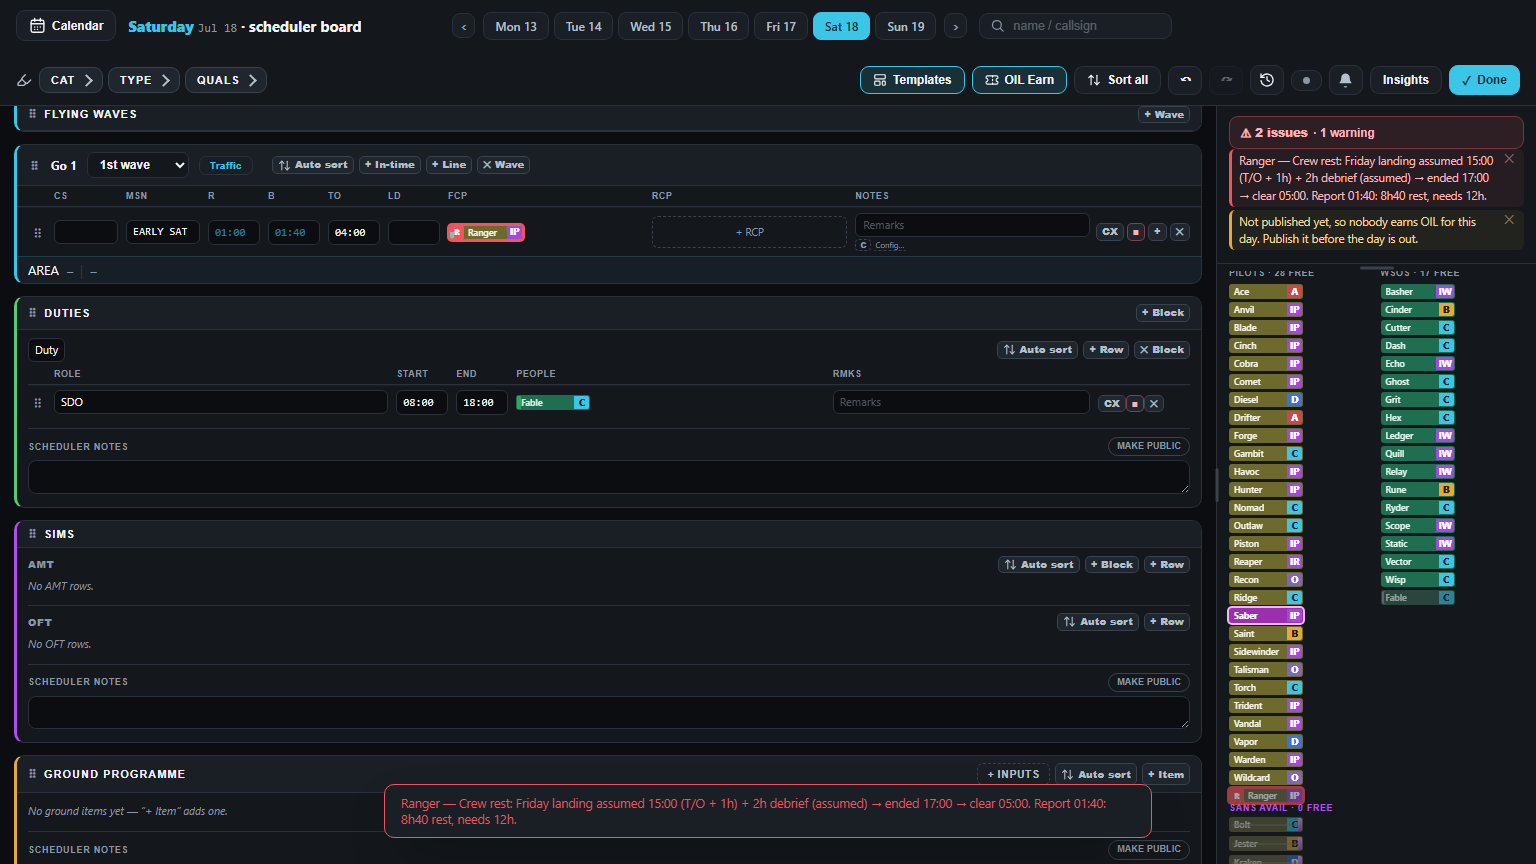 Calendar
Saturday Jul 18 · scheduler board
‹ Mon 13 Tue 14 Wed 15 Thu 16 Fri 17 Sat 18 Sun 19 ›
name / callsign
CAT TYPE QUALS
Templates OIL Earn Sort all Insights ✓ Done
FLYING WAVES + Wave
Go 1 1st wave Traffic Auto sort + In-time + Line ✕ Wave
CS MSN R B TO LD FCP RCP NOTES
EARLY SAT 01:00 01:40 04:00 R Ranger IP + RCP Remarks CX + ✕
C Config...
AREA – –
DUTIES + Block
Duty Auto sort + Row ✕ Block
ROLE START END PEOPLE RMKS
SDO 08:00 18:00 Fable C Remarks CX ✕
SCHEDULER NOTES MAKE PUBLIC
SIMS
AMT Auto sort + Block + Row
No AMT rows.
OFT Auto sort + Row
No OFT rows.
SCHEDULER NOTES MAKE PUBLIC
GROUND PROGRAMME + INPUTS Auto sort + Item
No ground items yet — "+ Item" adds one.
SCHEDULER NOTES MAKE PUBLIC
Ranger — Crew rest: Friday landing assumed 15:00 (T/O + 1h) + 2h debrief (assumed) → ended 17:00 → clear 05:00. Report 01:40:
8h40 rest, needs 12h.
⚠ 2 issues · 1 warning
Ranger — Crew rest: Friday landing assumed 15:00
(T/O + 1h) + 2h debrief (assumed) → ended 17:00
→ clear 05:00. Report 01:40: 8h40 rest, needs 12h.
Not published yet, so nobody earns OIL for this
day. Publish it before the day is out.
PILOTS · 28 FREE
Ace A
Anvil IP
Blade IP
Cinch IP
Cobra IP
Comet IP
Diesel D
Drifter A
Forge IP
Gambit C
Havoc IP
Hunter IP
Nomad C
Outlaw C
Piston IP
Reaper IR
Recon O
Ridge C
Saber IP
Saint B
Sidewinder IP
Talisman O
Torch C
Trident IP
Vandal IP
Vapor D
Warden IP
Wildcard O
R Ranger IP
SANS AVAIL · 0 FREE
Bolt C
Jester B
Kraken D
WSOS · 17 FREE
Basher IW
Cinder B
Cutter C
Dash C
Echo IW
Ghost C
Grit C
Hex C
Ledger IW
Quill IW
Relay IW
Rune B
Ryder C
Scope IW
Static IW
Vector C
Wisp C
Fable C